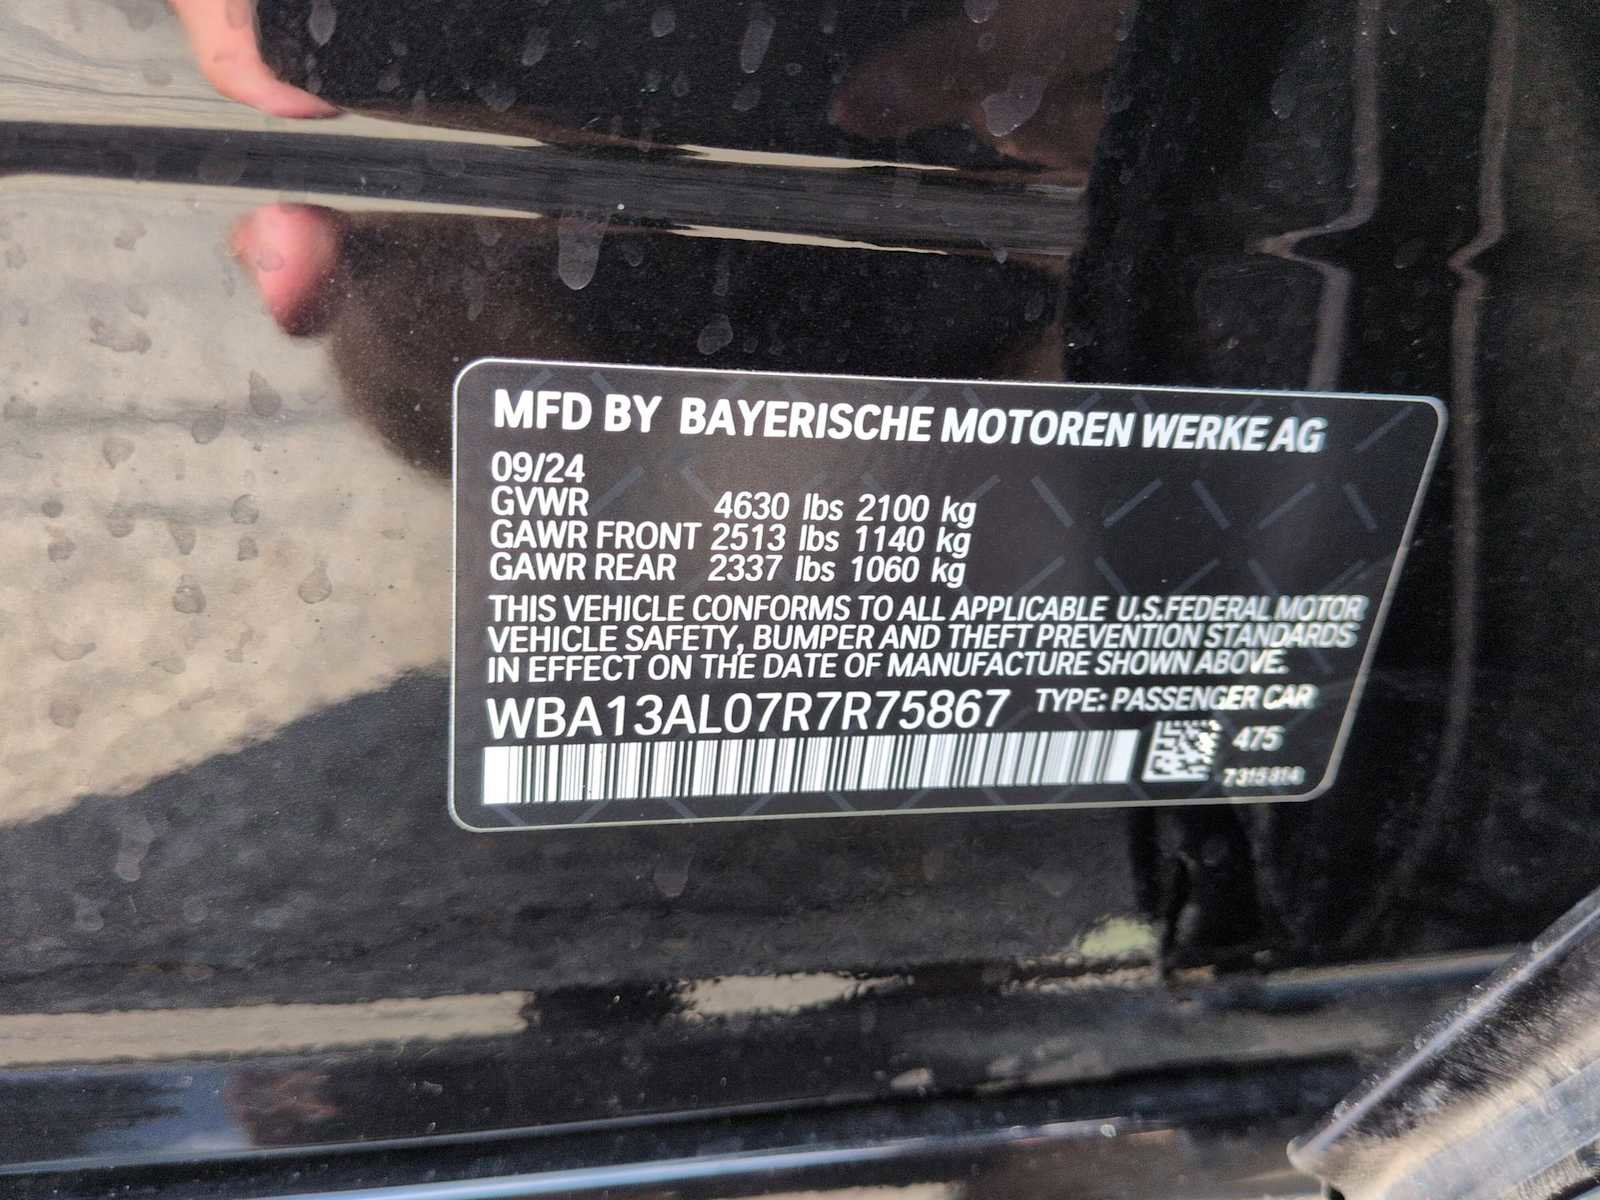 MFD BY BAYERISCHE MOTOREN WERKE AG
09/24
GVWR 4630 lbs 2100 kg
GAWR FRONT 2513 lbs 1140 kg
GAWR REAR 2337 lbs 1060 kg
THIS VEHICLE CONFORMS TO ALL APPLICABLE U.S.FEDERAL MOTOR
VEHICLE SAFETY, BUMPER AND THEFT PREVENTION STANDARDS
IN EFFECT ON THE DATE OF MANUFACTURE SHOWN ABOVE.
WBA13AL07R7R75867 TYPE: PASSENGER CAR
475
7315814